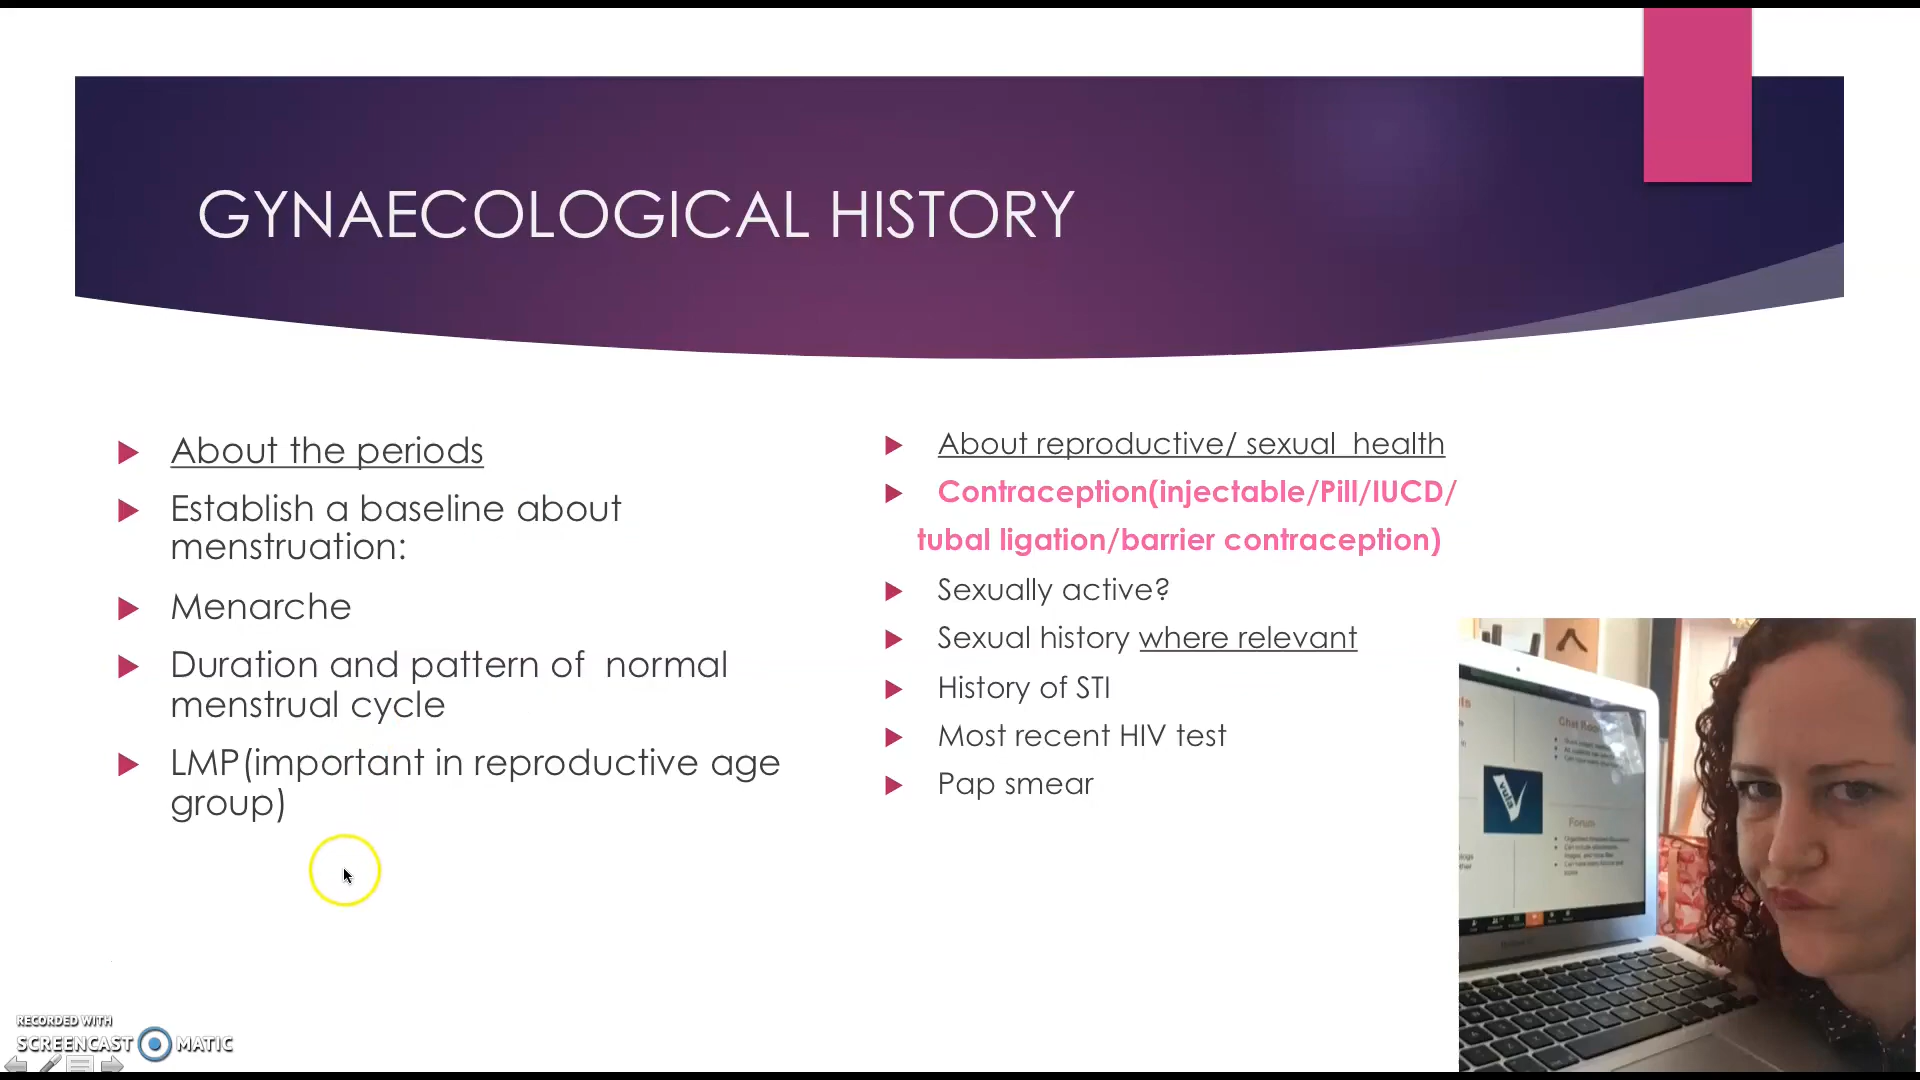 GYNAECOLOGICAL HISTORY
About the periods
Establish a baseline about
menstruation:
Menarche
Duration and pattern of normal
menstrual cycle
LMP(important in reproductive age
group)
About reproductive/ sexual health
Contraception(injectable/Pill/IUCD/
tubal ligation/barrier contraception)
Sexually active?
Sexual history where relevant
History of STI
Most recent HIV test
Pap smear
vula
Forum
RECORDED WITH
SCREENCAST MATIC